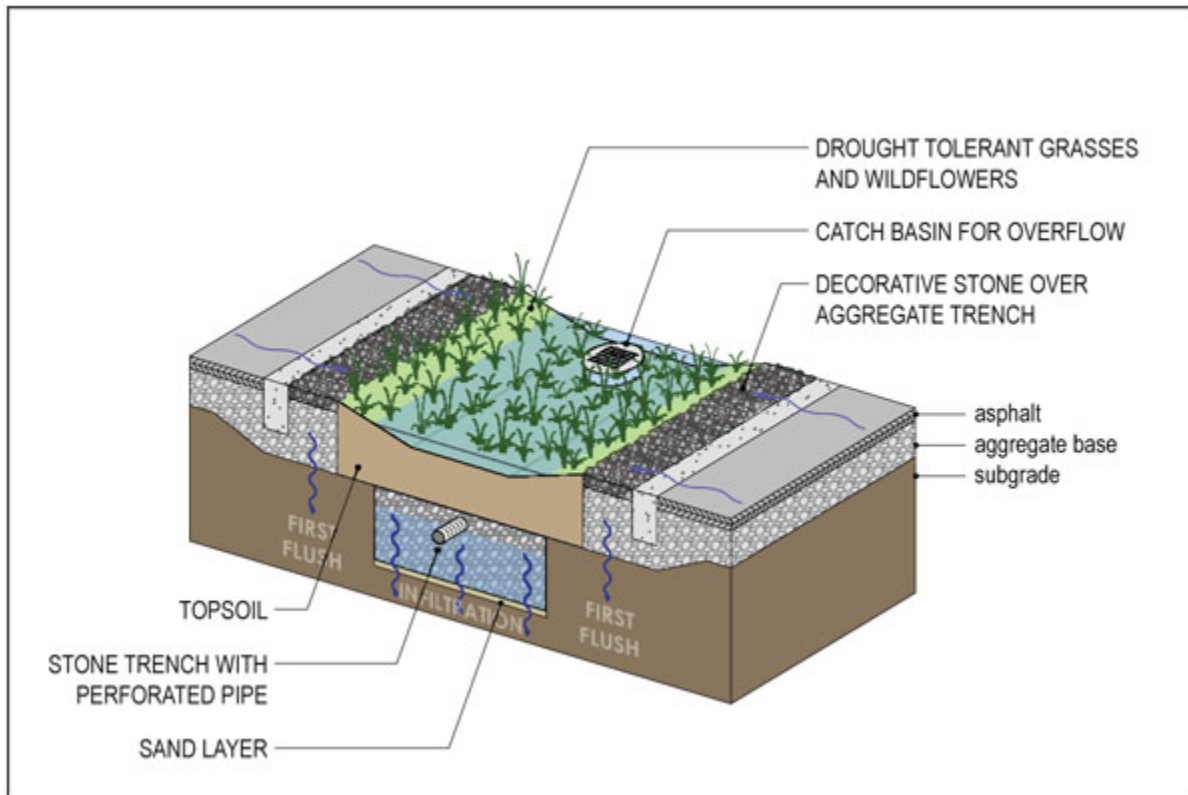 DROUGHT TOLERANT GRASSES
AND WILDFLOWERS
CATCH BASIN FOR OVERFLOW
DECORATIVE STONE OVER
AGGREGATE TRENCH
asphalt
aggregate base
subgrade
FIRST
FLUSH
INFILTRATION
FIRST
FLUSH
TOPSOIL
STONE TRENCH WITH
PERFORATED PIPE
SAND LAYER